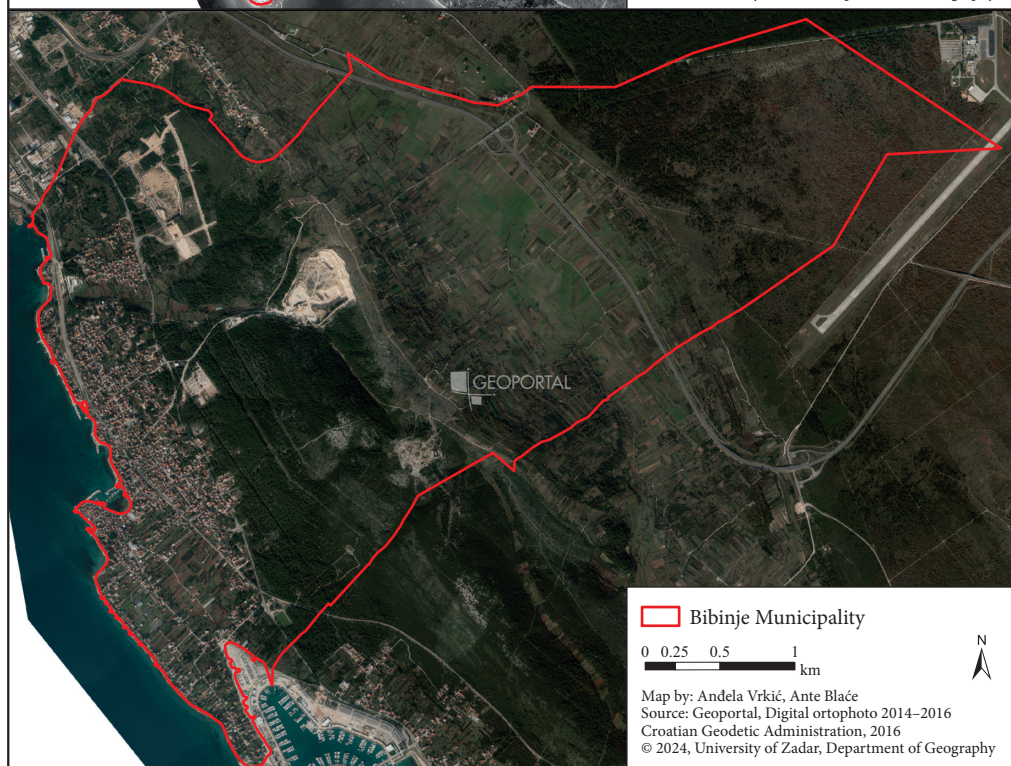 GEOPORTAL
Bibinje Municipality
0 0.25 0.5 1
km
N
Map by: Anđela Vrkić, Ante Blaće
Source: Geoportal, Digital ortophoto 2014–2016
Croatian Geodetic Administration, 2016
© 2024, University of Zadar, Department of Geography